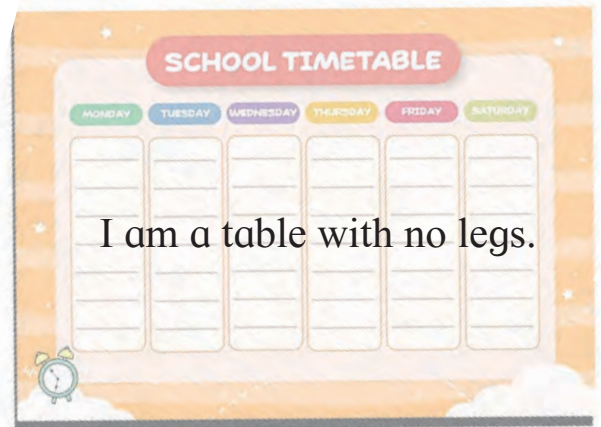 SCHOOL TIMETABLE
MONDAY TUESDAY WEDNESDAY THURSDAY FRIDAY SATURDAY
I am a table with no legs.